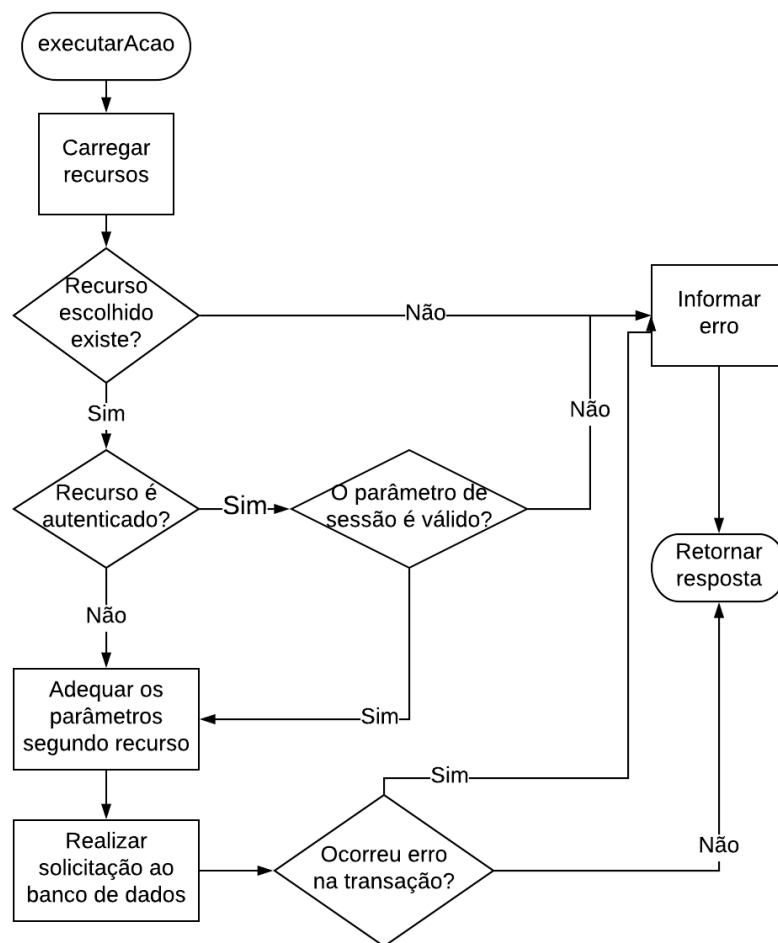 executarAcao
Carregar
recursos
Recurso
escolhido
existe?
Não
Informar
erro
Sim
Não
Recurso é
autenticado?
Sim
O parâmetro de
sessão é válido?
Retornar
resposta
Não
Adequar os
parâmetros
segundo recurso
Sim
Sim
Realizar
solicitação ao
banco de dados
Ocorreu erro
na transação?
Não